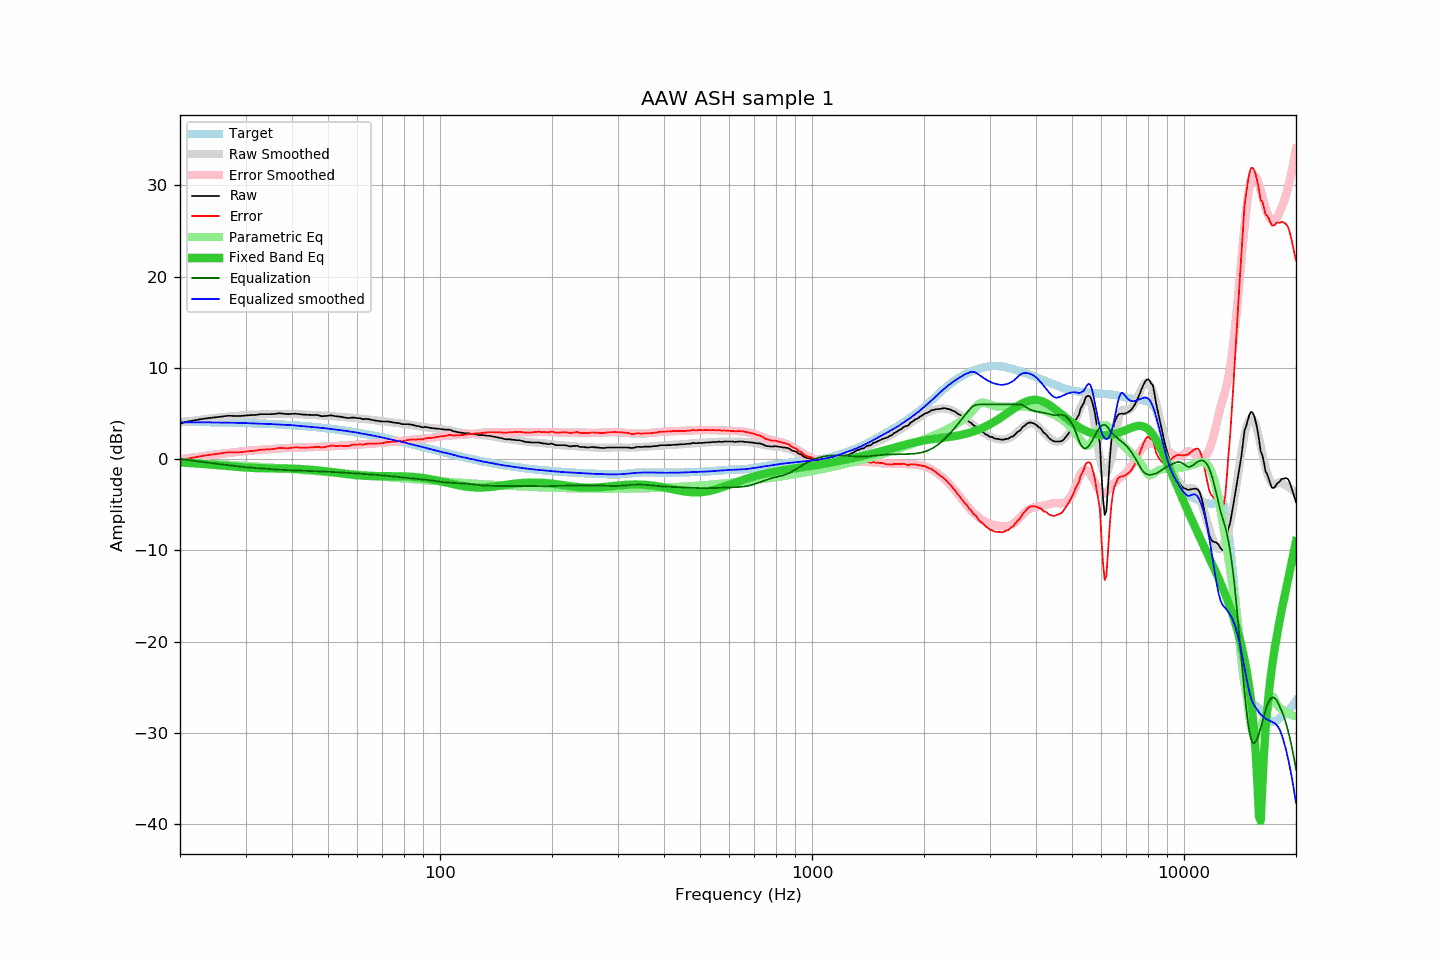 AAW ASH sample 1
Target
Raw Smoothed
Error Smoothed
Raw
Error
Parametric Eq
Fixed Band Eq
Equalization
Equalized smoothed
30
20
10
0
−10
−20
−30
−40
Amplitude (dBr)
100
1000
10000
Frequency (Hz)